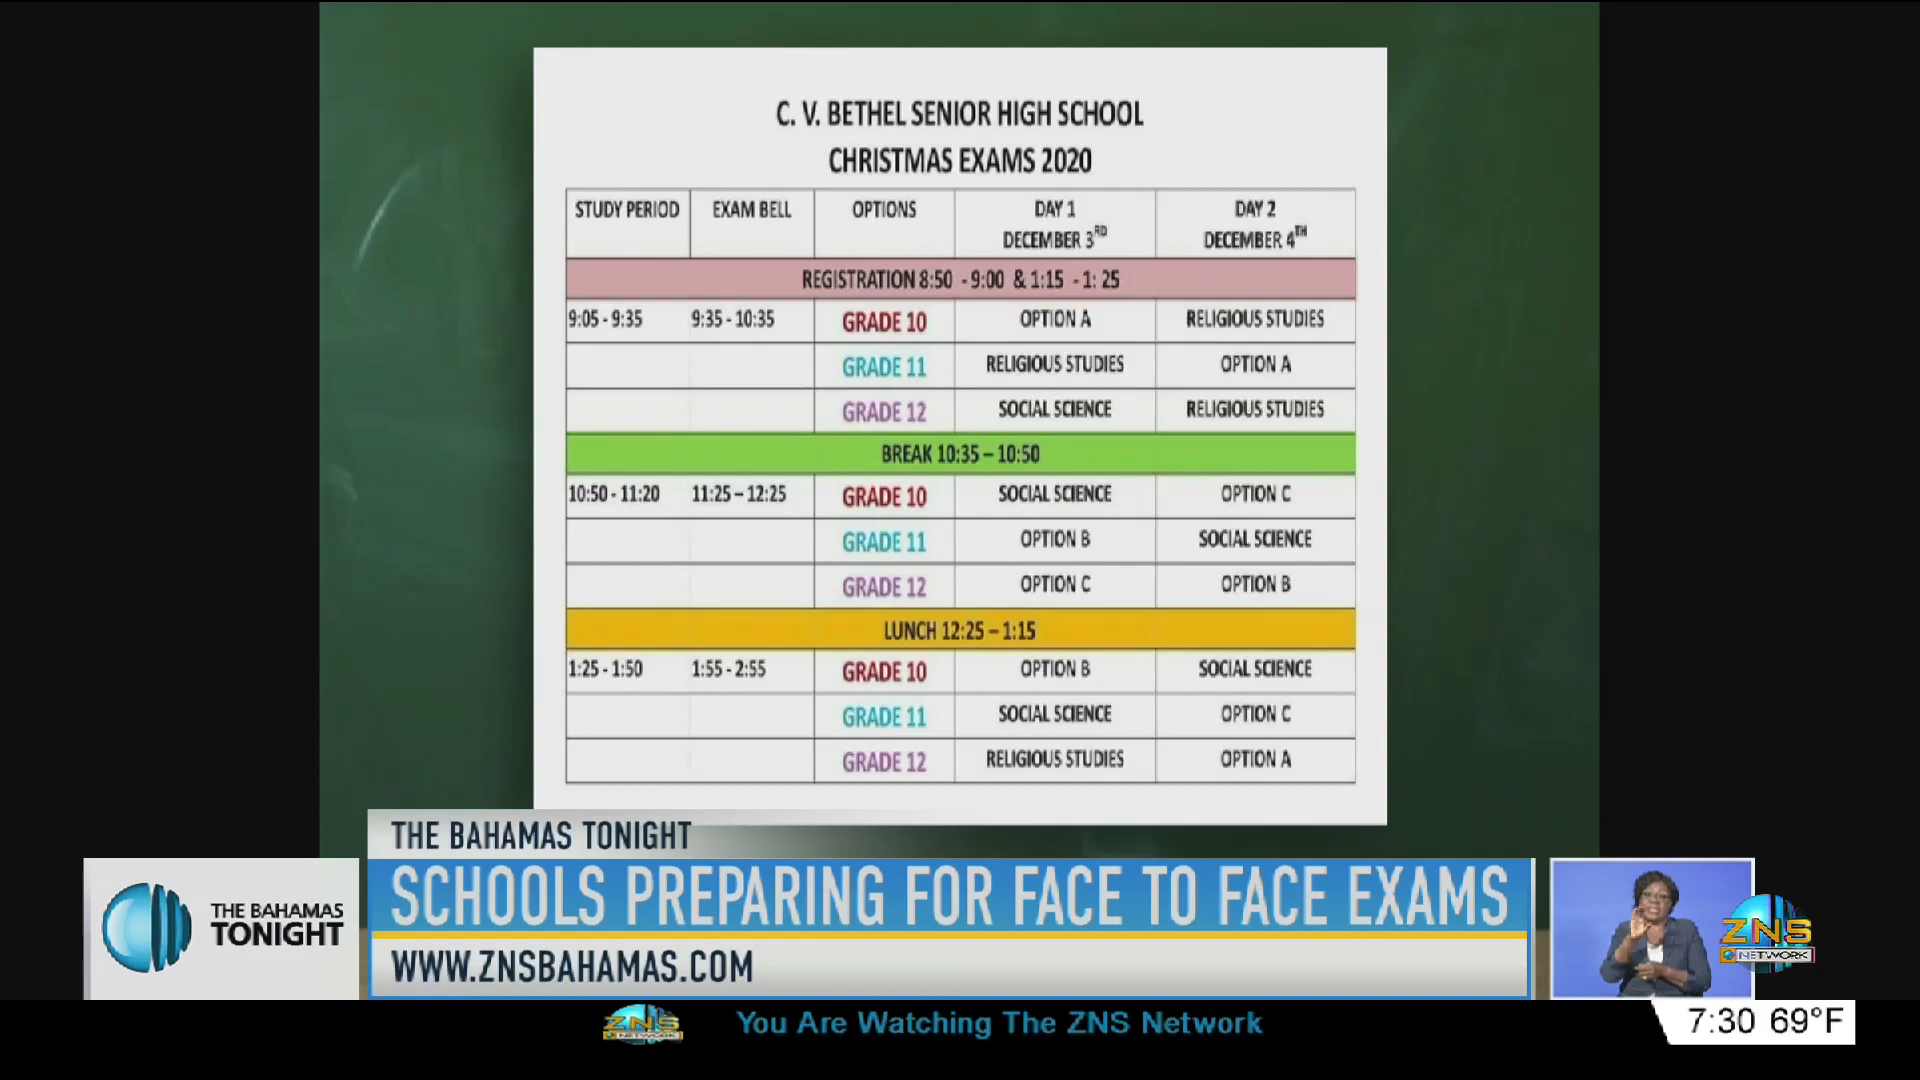 C. V. BETHEL SENIOR HIGH SCHOOL
CHRISTMAS EXAMS 2020
STUDY PERIOD EXAM BELL OPTIONS DAY 1 DECEMBER 3RD DAY 2 DECEMBER 4TH
REGISTRATION 8:50 - 9:00 & 1:15 - 1: 25
9:05 - 9:35 9:35 - 10:35 GRADE 10 OPTION A RELIGIOUS STUDIES
GRADE 11 RELIGIOUS STUDIES OPTION A
GRADE 12 SOCIAL SCIENCE RELIGIOUS STUDIES
BREAK 10:35 – 10:50
10:50 - 11:20 11:25 – 12:25 GRADE 10 SOCIAL SCIENCE OPTION C
GRADE 11 OPTION B SOCIAL SCIENCE
GRADE 12 OPTION C OPTION B
LUNCH 12:25 – 1:15
1:25 - 1:50 1:55 - 2:55 GRADE 10 OPTION B SOCIAL SCIENCE
GRADE 11 SOCIAL SCIENCE OPTION C
GRADE 12 RELIGIOUS STUDIES OPTION A
THE BAHAMAS TONIGHT
SCHOOLS PREPARING FOR FACE TO FACE EXAMS
WWW.ZNSBAHAMAS.COM
THE BAHAMAS
TONIGHT
ZNS
NETWORK
ZNS
NETWORK
You Are Watching The ZNS Network
7:30 69°F